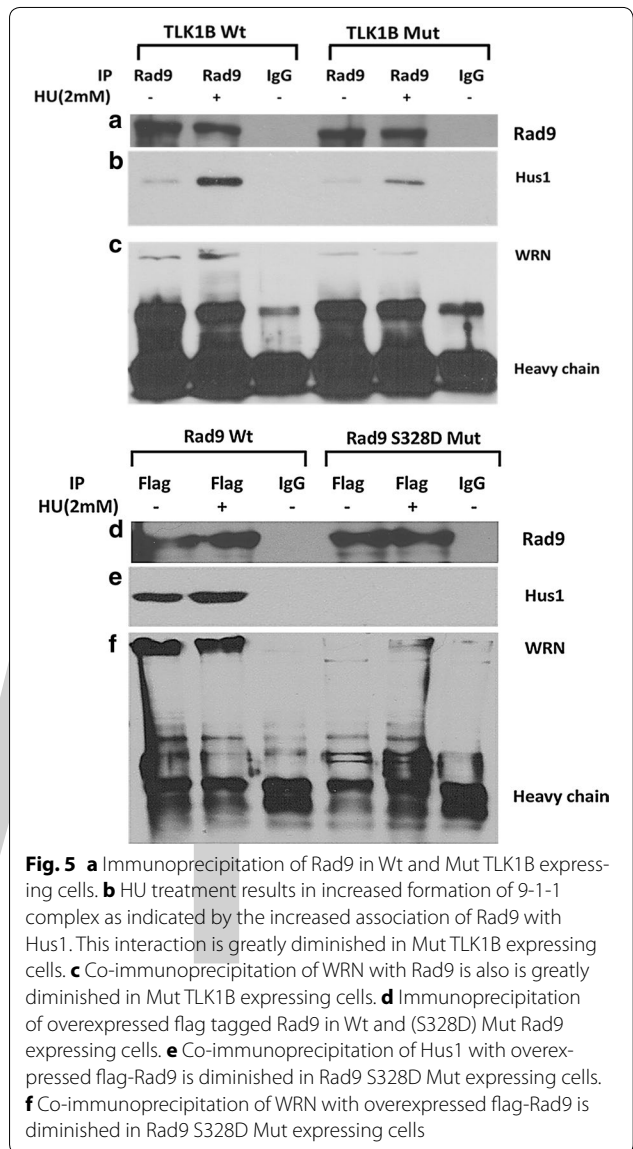 TLK1B Wt TLK1B Mut
IP Rad9 Rad9 IgG Rad9 Rad9 IgG
HU(2mM) - + - - + -
a Rad9
b Hus1
c WRN
Heavy chain
Rad9 Wt Rad9 S328D Mut
IP Flag Flag IgG Flag Flag IgG
HU(2mM) - + - - + -
d Rad9
e Hus1
f WRN
Heavy chain
Fig. 5 a Immunoprecipitation of Rad9 in Wt and Mut TLK1B express-
ing cells. b HU treatment results in increased formation of 9-1-1
complex as indicated by the increased association of Rad9 with
Hus1. This interaction is greatly diminished in Mut TLK1B expressing
cells. c Co-immunoprecipitation of WRN with Rad9 is also is greatly
diminished in Mut TLK1B expressing cells. d Immunoprecipitation
of overexpressed flag tagged Rad9 in Wt and (S328D) Mut Rad9
expressing cells. e Co-immunoprecipitation of Hus1 with overex-
pressed flag-Rad9 is diminished in Rad9 S328D Mut expressing cells.
f Co-immunoprecipitation of WRN with overexpressed flag-Rad9 is
diminished in Rad9 S328D Mut expressing cells